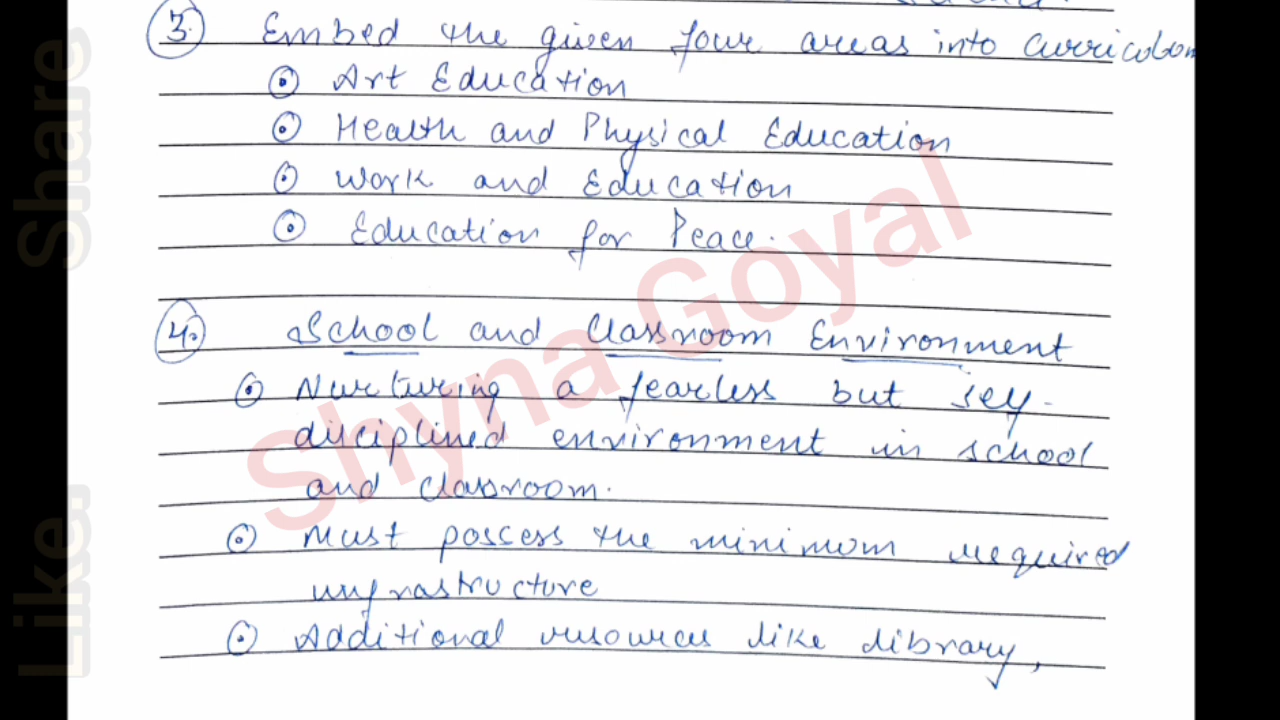 3. Embed the given four areas into curriculom
Art Education
Health and Physical Education
Work and Education
Education for Peace.
4. School and Classroom Environment
Nurturing a fearless but self-
disciplined environment in school
and classroom.
Must possess the minimom required
infrastructure
Additional resources like library,
Shyna Goyal
Share
Like.